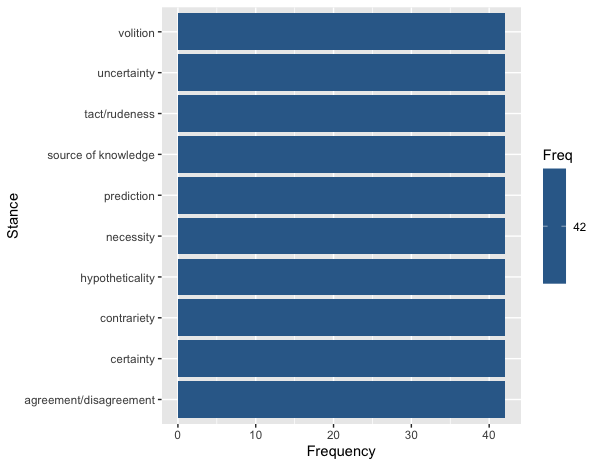 volition
uncertainty
tact/rudeness
source of knowledge
prediction
necessity
hypotheticality
contrariety
certainty
agreement/disagreement
Stance
0 10 20 30 40
Frequency
Freq
42